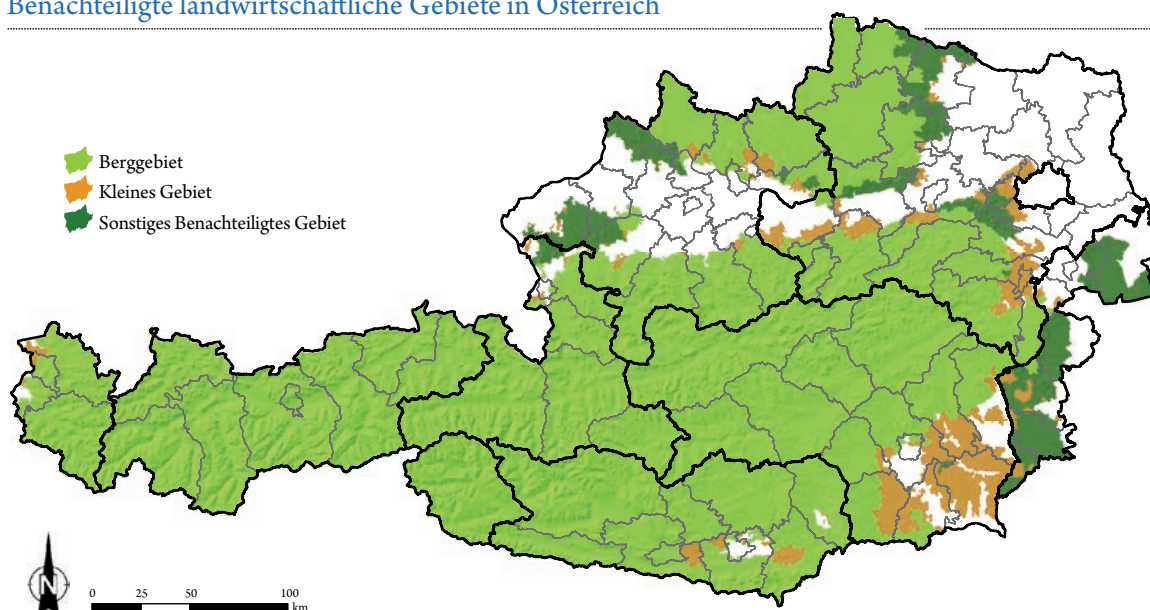 Benachteiligte landwirtschaftliche Gebiete in Österreich
Berggebiet
Kleines Gebiet
Sonstiges Benachteiligtes Gebiet
N
0 25 50 100
km